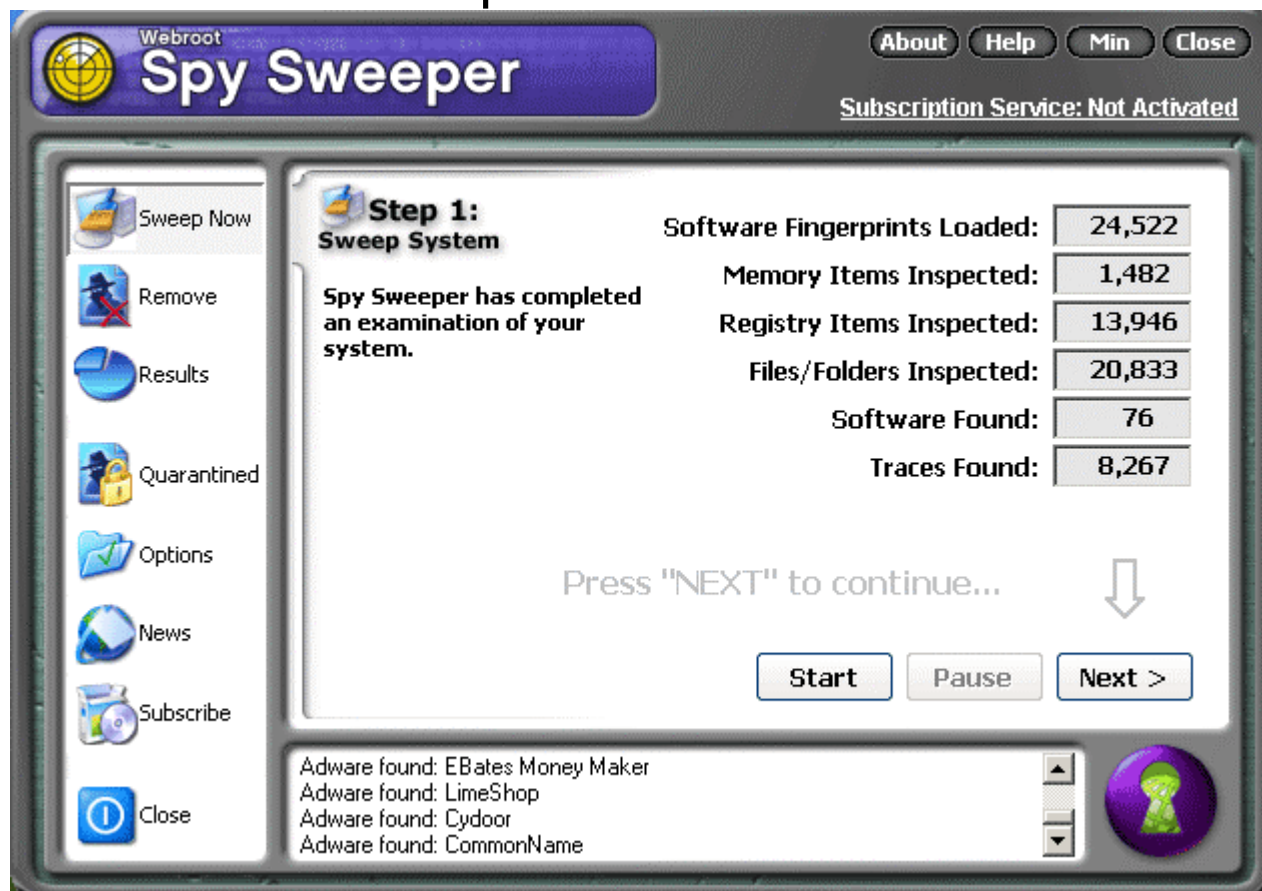 Webroot
Spy Sweeper
About Help Min Close
Subscription Service: Not Activated
Sweep Now
Remove
Results
Quarantined
Options
News
Subscribe
Close
Step 1:
Sweep System
Spy Sweeper has completed
an examination of your
system.
Software Fingerprints Loaded: 24,522
Memory Items Inspected: 1,482
Registry Items Inspected: 13,946
Files/Folders Inspected: 20,833
Software Found: 76
Traces Found: 8,267
Press "NEXT" to continue...
Start Pause Next >
Adware found: EBates Money Maker
Adware found: LimeShop
Adware found: Cydoor
Adware found: CommonName